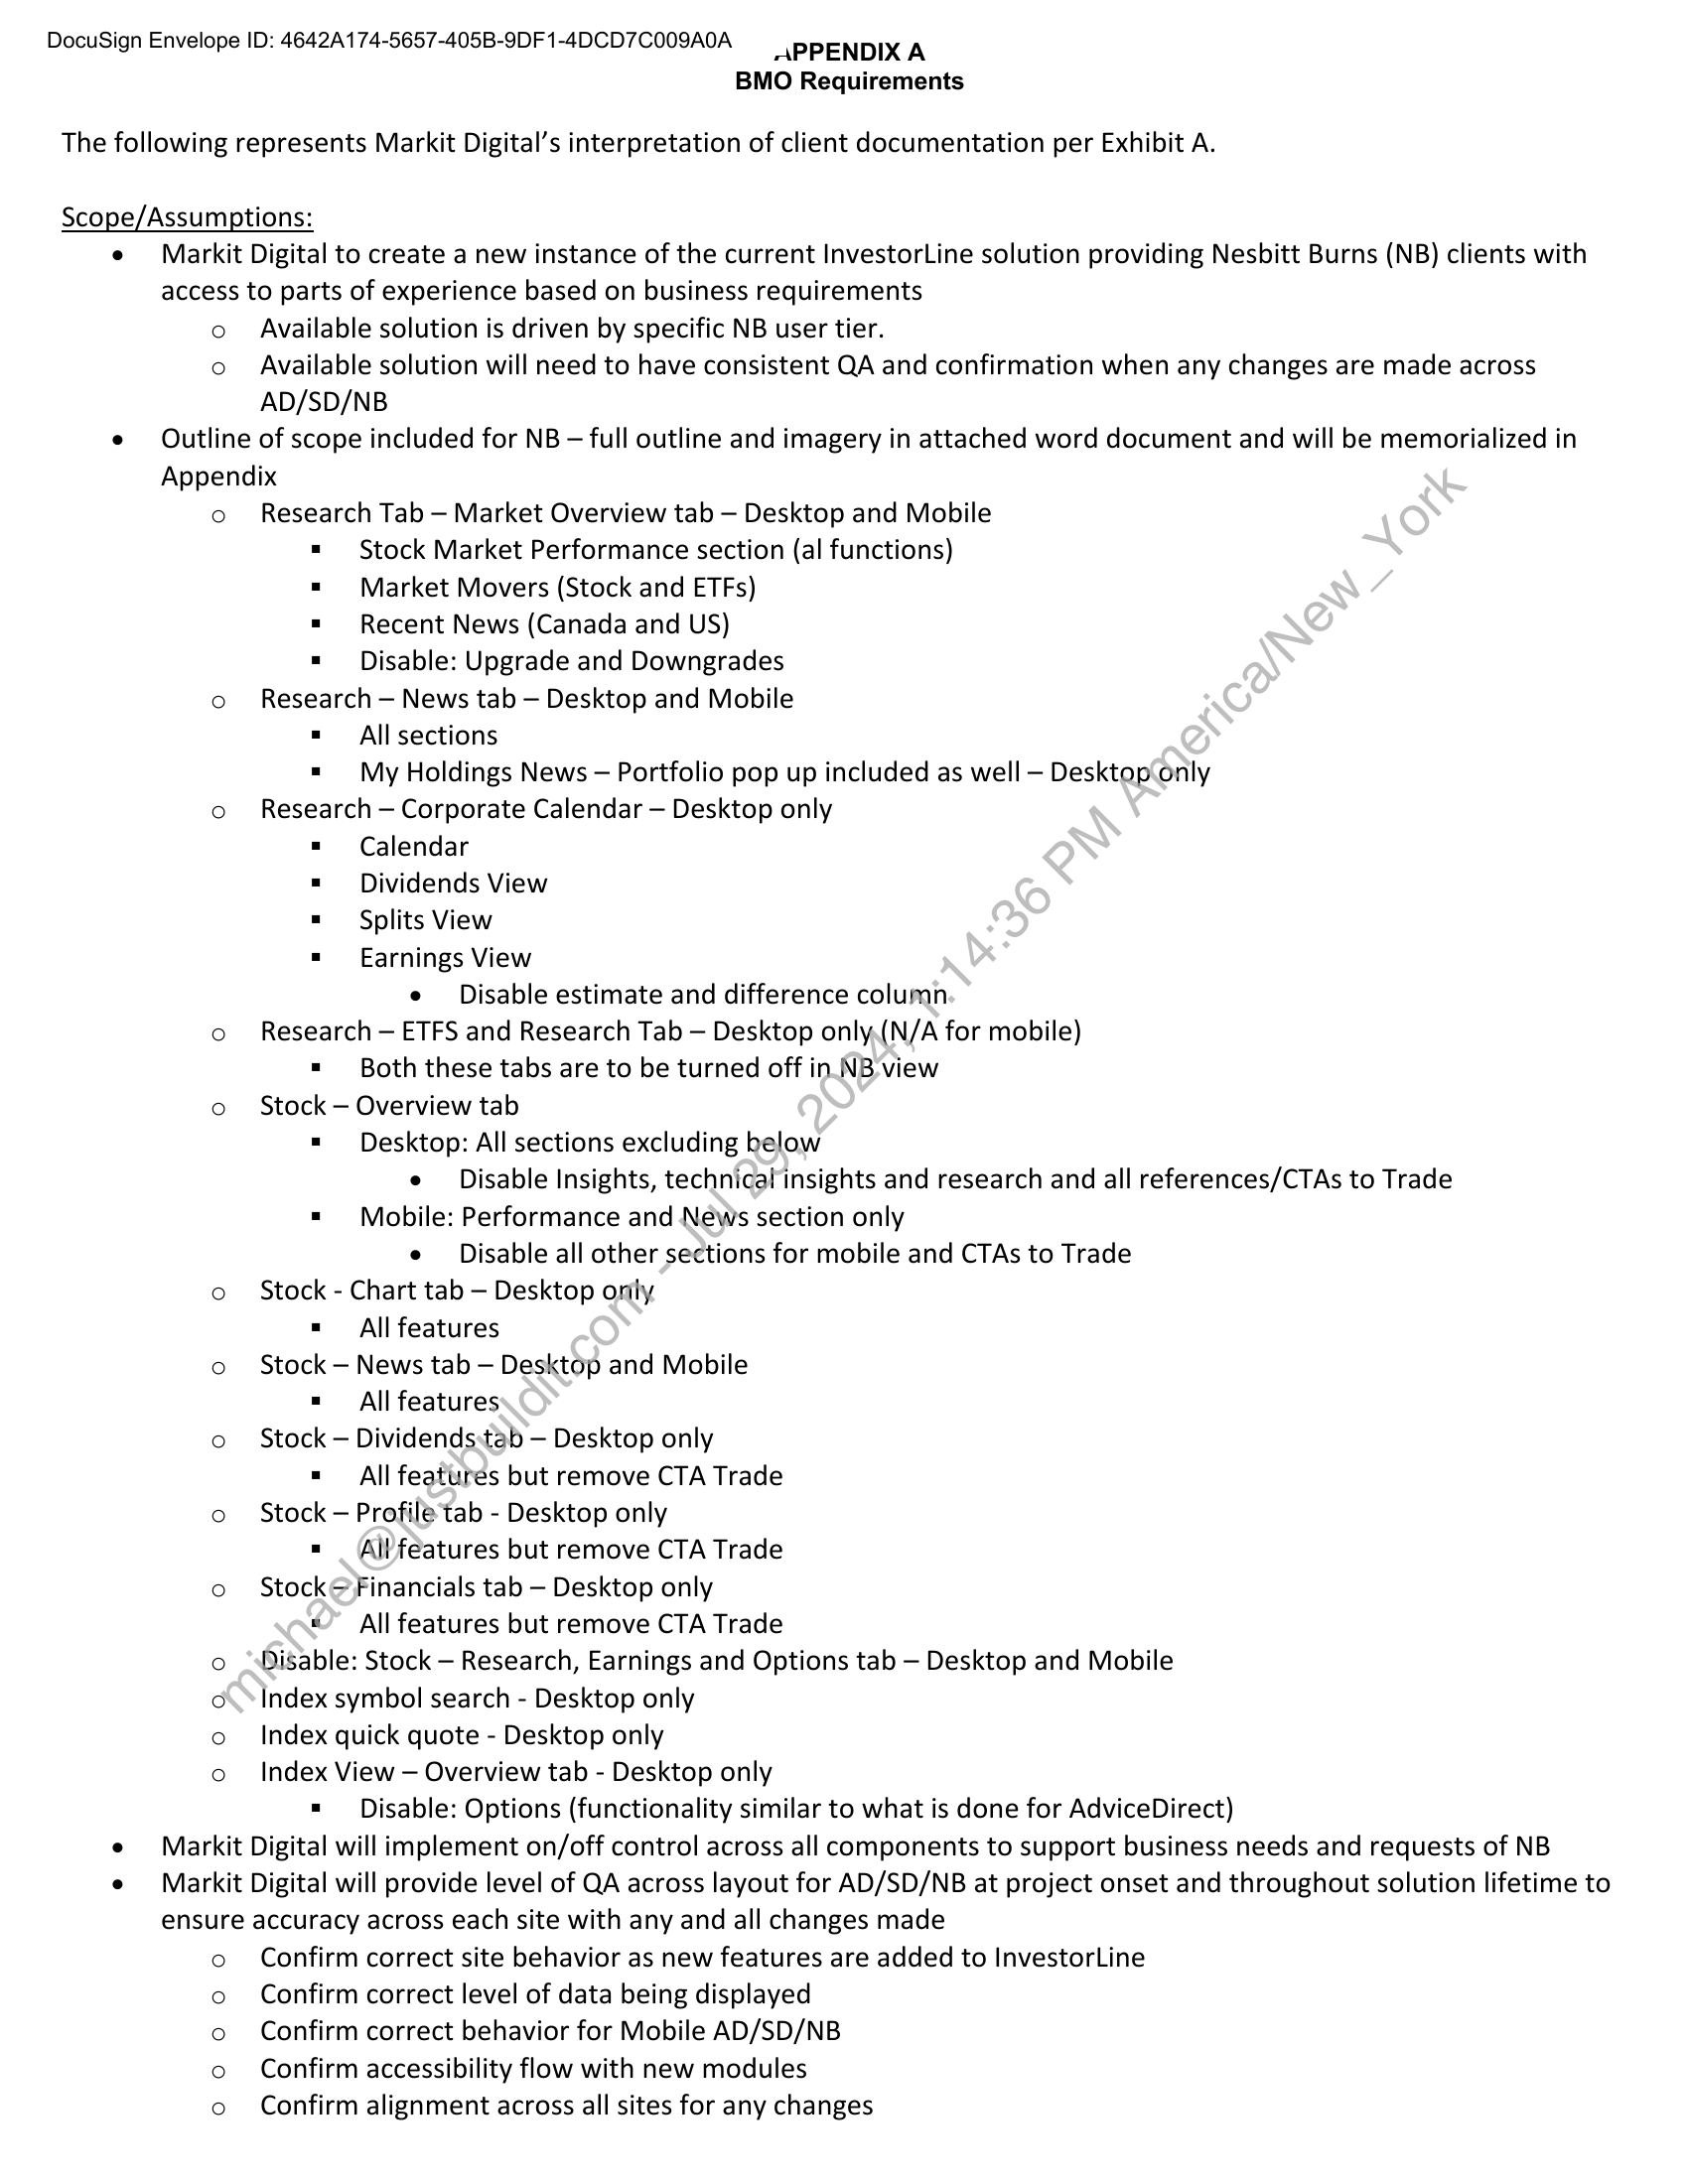 DocuSign Envelope ID: 4642A174-5657-405B-9DF1-4DCD7C009A0A
APPENDIX A
BMO Requirements
The following represents Markit Digital’s interpretation of client documentation per Exhibit A.
Scope/Assumptions:
• Markit Digital to create a new instance of the current InvestorLine solution providing Nesbitt Burns (NB) clients with
access to parts of experience based on business requirements
o Available solution is driven by specific NB user tier.
o Available solution will need to have consistent QA and confirmation when any changes are made across
AD/SD/NB
• Outline of scope included for NB – full outline and imagery in attached word document and will be memorialized in
Appendix
o Research Tab – Market Overview tab – Desktop and Mobile
▪ Stock Market Performance section (al functions)
▪ Market Movers (Stock and ETFs)
▪ Recent News (Canada and US)
▪ Disable: Upgrade and Downgrades
o Research – News tab – Desktop and Mobile
▪ All sections
▪ My Holdings News – Portfolio pop up included as well – Desktop only
o Research – Corporate Calendar – Desktop only
▪ Calendar
▪ Dividends View
▪ Splits View
▪ Earnings View
• Disable estimate and difference column
o Research – ETFS and Research Tab – Desktop only (N/A for mobile)
▪ Both these tabs are to be turned off in NB view
o Stock – Overview tab
▪ Desktop: All sections excluding below
• Disable Insights, technical insights and research and all references/CTAs to Trade
▪ Mobile: Performance and News section only
• Disable all other sections for mobile and CTAs to Trade
o Stock - Chart tab – Desktop only
▪ All features
o Stock – News tab – Desktop and Mobile
▪ All features
o Stock – Dividends tab – Desktop only
▪ All features but remove CTA Trade
o Stock – Profile tab - Desktop only
▪ All features but remove CTA Trade
o Stock – Financials tab – Desktop only
▪ All features but remove CTA Trade
o Disable: Stock – Research, Earnings and Options tab – Desktop and Mobile
o Index symbol search - Desktop only
o Index quick quote - Desktop only
o Index View – Overview tab - Desktop only
▪ Disable: Options (functionality similar to what is done for AdviceDirect)
• Markit Digital will implement on/off control across all components to support business needs and requests of NB
• Markit Digital will provide level of QA across layout for AD/SD/NB at project onset and throughout solution lifetime to
ensure accuracy across each site with any and all changes made
o Confirm correct site behavior as new features are added to InvestorLine
o Confirm correct level of data being displayed
o Confirm correct behavior for Mobile AD/SD/NB
o Confirm accessibility flow with new modules
o Confirm alignment across all sites for any changes
michael@justbuildit.com - Jul 29, 2024, 1:14:36 PM America/New_York